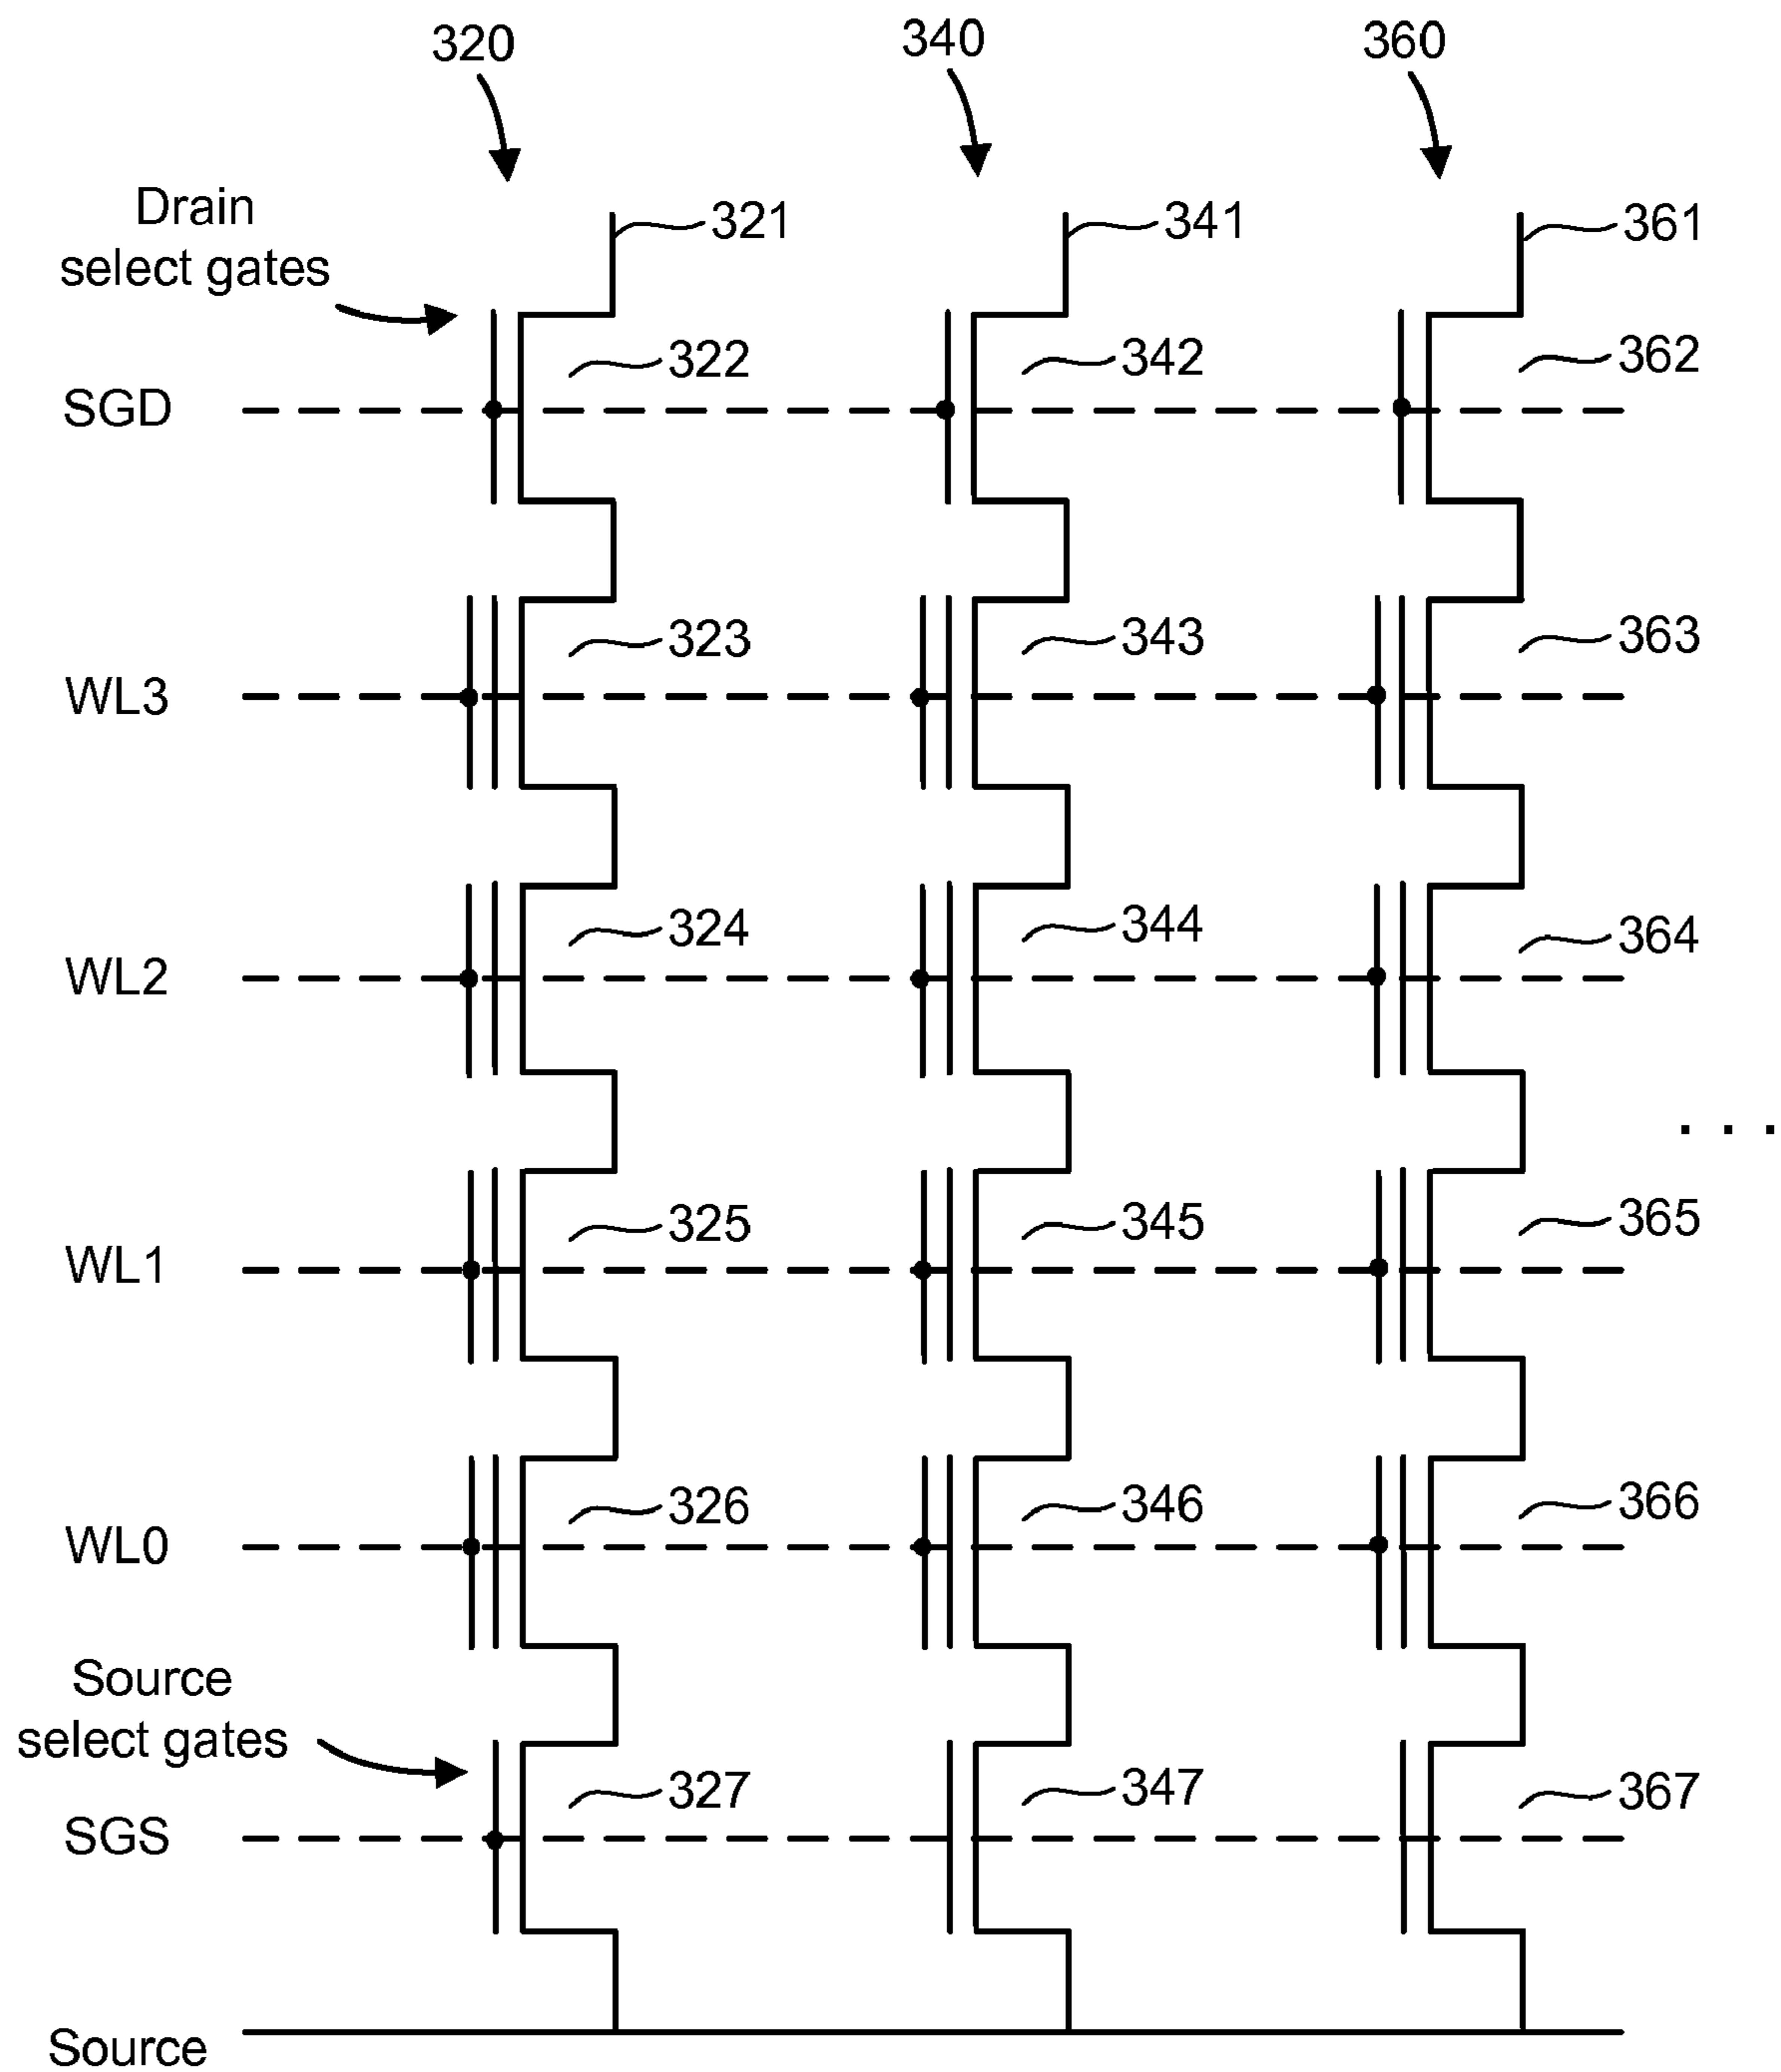 320 340 360
Drain
select gates
321 341 361
322 342 362
SGD
323 343 363
WL3
324 344 364
WL2
. . .
325 345 365
WL1
326 346 366
WL0
Source
select gates
327 347 367
SGS
Source